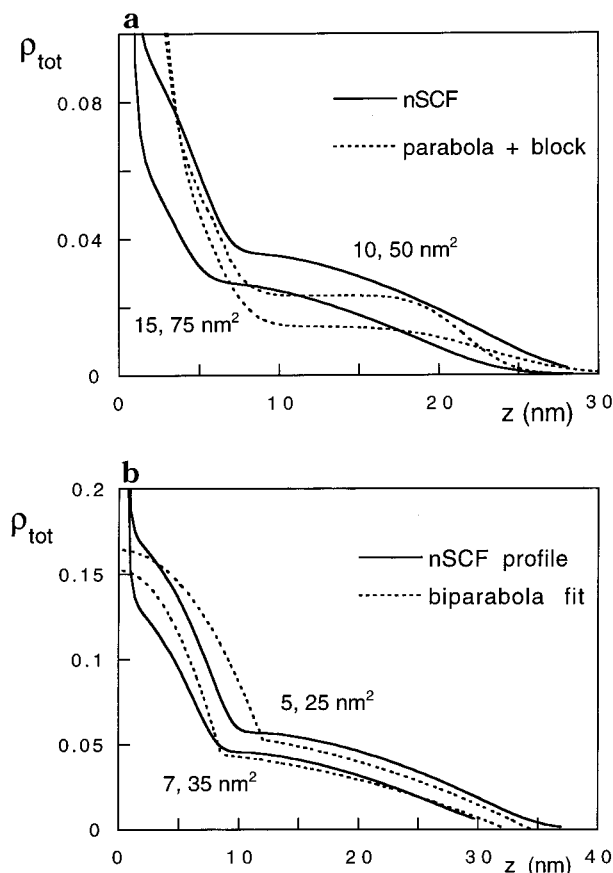 a
ρtot
0.08
0.04
0
nSCF
parabola + block
10, 50 nm²
15, 75 nm²
0 10 20 30
z (nm)
b
ρtot
0.2
0.15
0.1
0.05
0
nSCF profile
biparabola fit
5, 25 nm²
7, 35 nm²
0 10 20 30 40
z (nm)